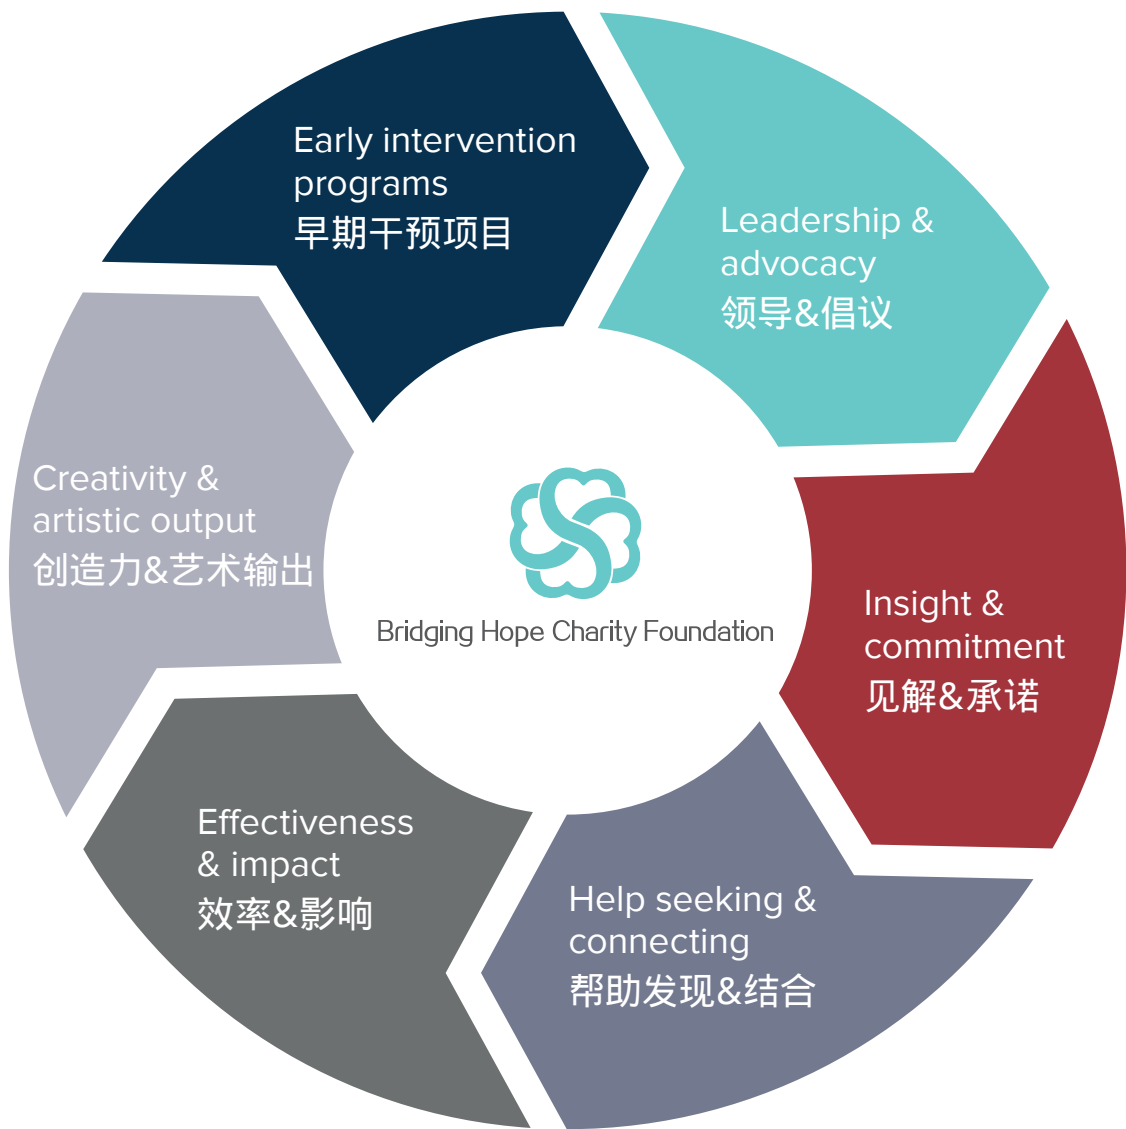 Early intervention
programs
早期干预项目
Leadership &
advocacy
领导&倡议
Insight &
commitment
见解&承诺
Help seeking &
connecting
帮助发现&结合
Effectiveness
& impact
效率&影响
Creativity &
artistic output
创造力&艺术输出
Bridging Hope Charity Foundation